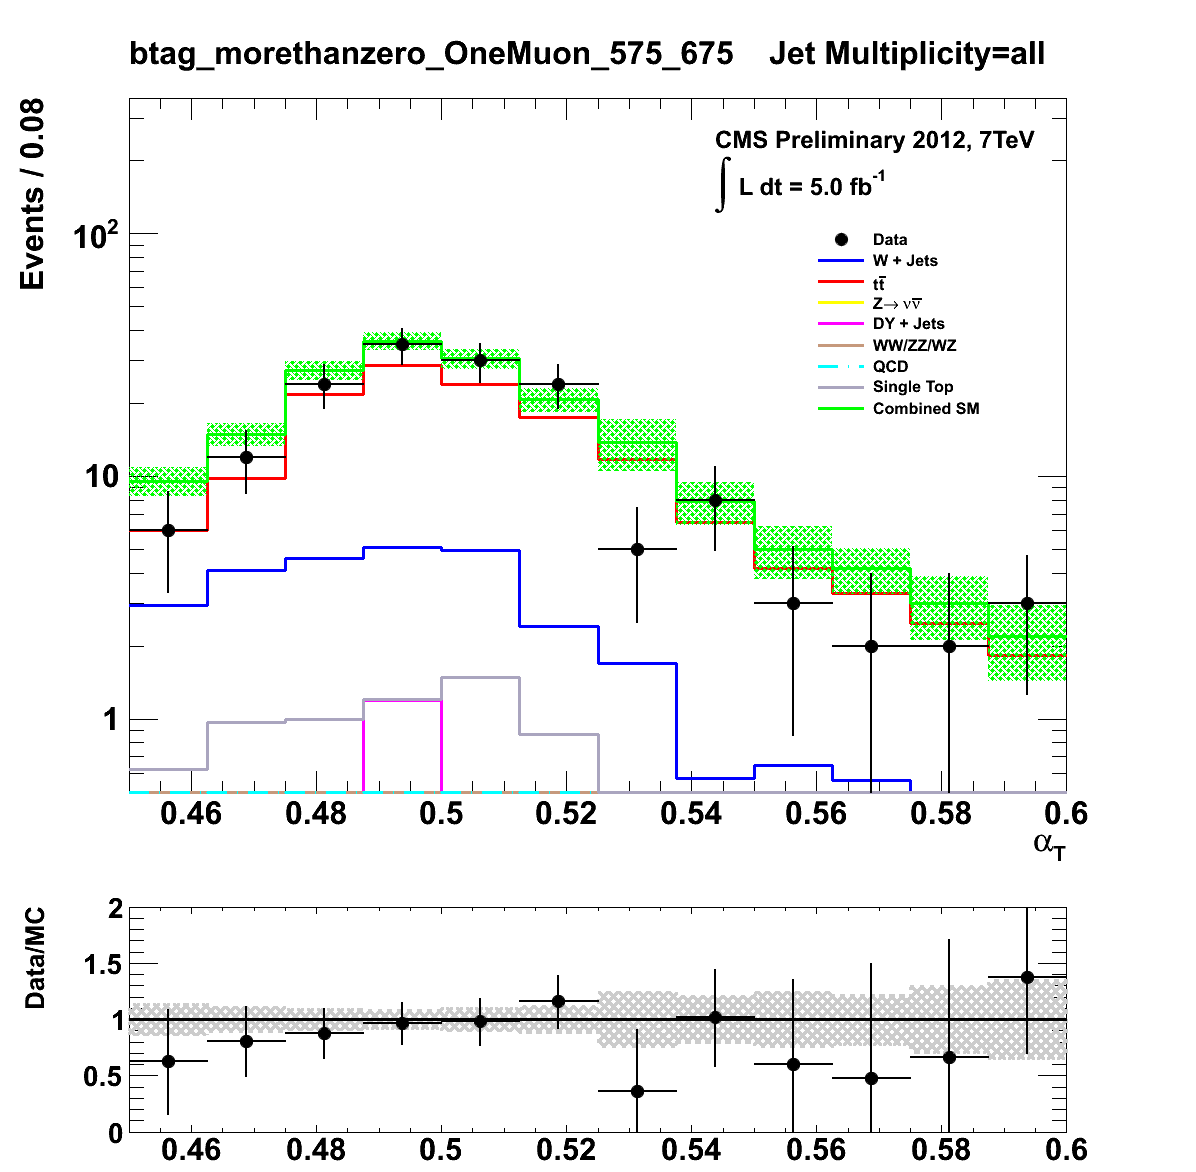 btag_morethanzero_OneMuon_575_675 Jet Multiplicity=all
Events / 0.08
CMS Preliminary 2012, 7TeV
∫ L dt = 5.0 fb⁻¹
Data
W + Jets
tt̅
Z→ νν̅
DY + Jets
WW/ZZ/WZ
QCD
Single Top
Combined SM
10²
10
1
0.46 0.48 0.5 0.52 0.54 0.56 0.58 0.6
α_T
Data/MC
2
1.5
1
0.5
0
0.46 0.48 0.5 0.52 0.54 0.56 0.58 0.6